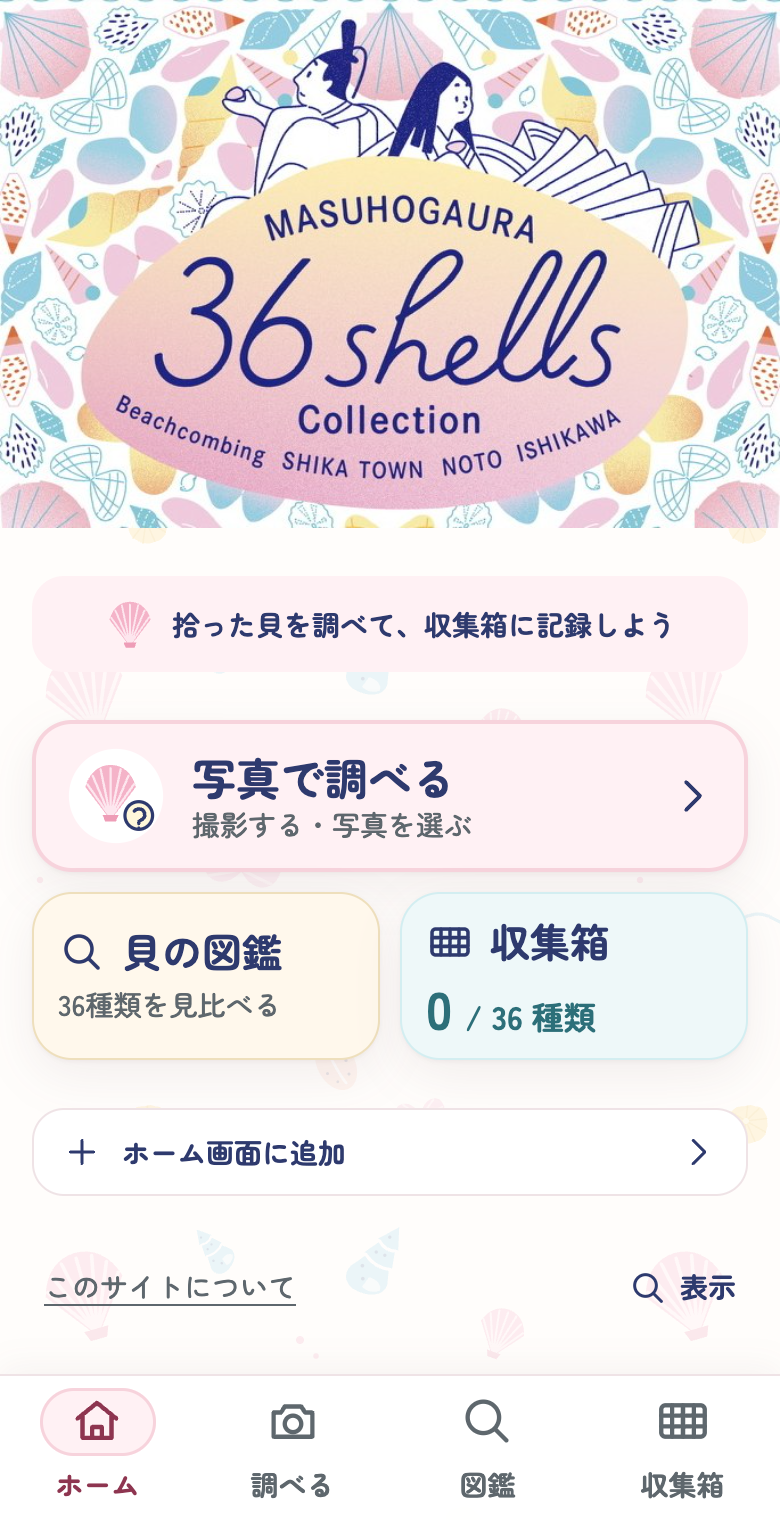 MASUHOGAURA
36 shells
Collection
Beachcombing SHIKA TOWN NOTO ISHIKAWA
拾った貝を調べて、収集箱に記録しよう
写真で調べる
撮影する・写真を選ぶ
貝の図鑑
36種類を見比べる
収集箱
0 / 36 種類
ホーム画面に追加
このサイトについて
表示
ホーム
調べる
図鑑
収集箱